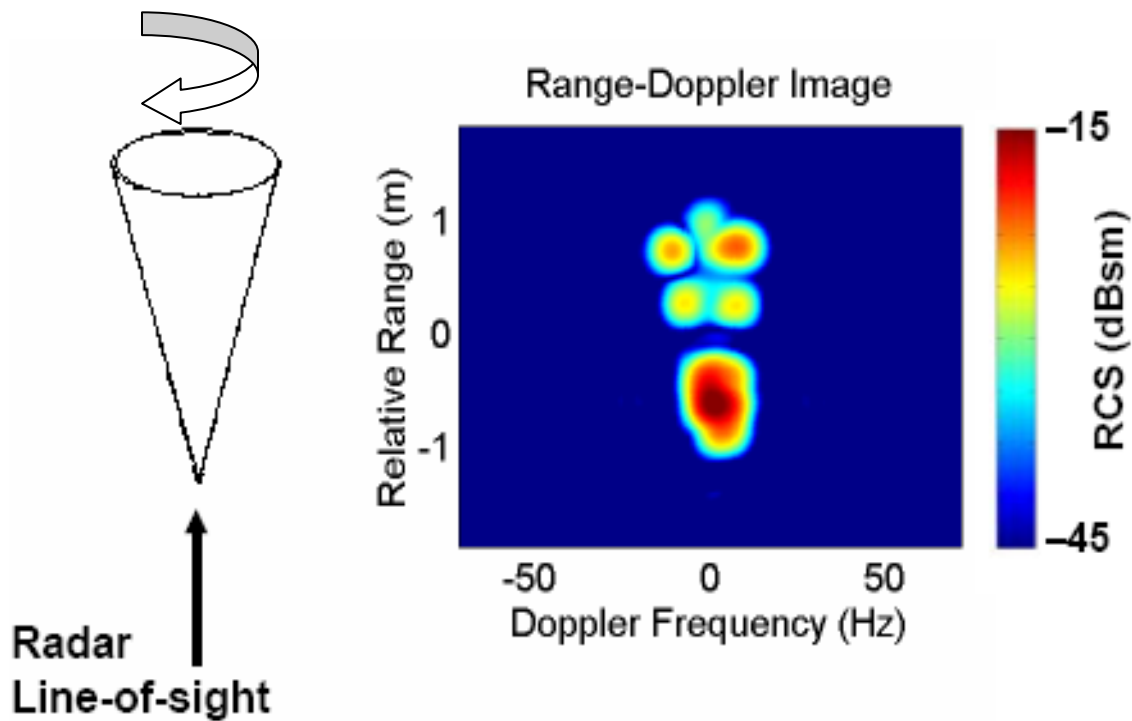 Range-Doppler Image
Relative Range (m)
1
0
-1
-50 0 50
Doppler Frequency (Hz)
–15
–45
RCS (dBsm)
Radar
Line-of-sight